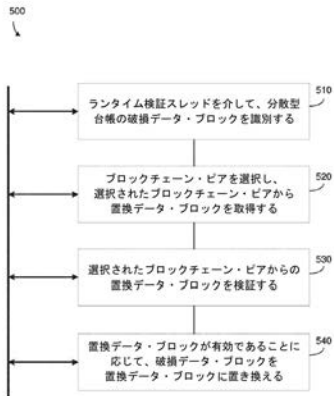 500
510
ランタイム検証スレッドを介して、分散型
台帳の破損データ・ブロックを識別する
520
ブロックチェーン・ピアを選択し、
選択されたブロックチェーン・ピアから
置換データ・ブロックを取得する
530
選択されたブロックチェーン・ピアからの
置換データ・ブロックを検証する
540
置換データ・ブロックが有効であることに
応じて、破損データ・ブロックを
置換データ・ブロックに置き換える